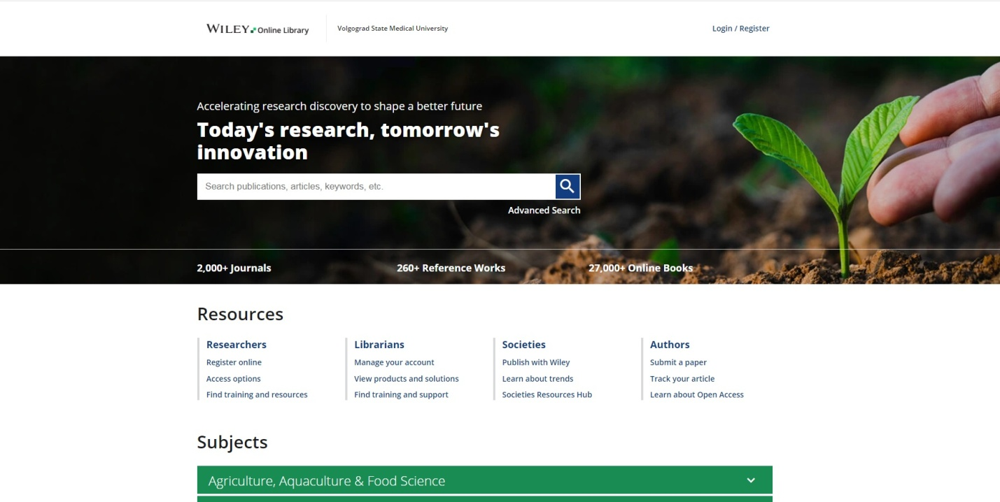 WILEY Online Library
Volgograd State Medical University
Login / Register
Accelerating research discovery to shape a better future
Today's research, tomorrow's
innovation
Search publications, articles, keywords, etc.
Advanced Search
2,000+ Journals
260+ Reference Works
27,000+ Online Books
Resources
Researchers
Register online
Access options
Find training and resources
Librarians
Manage your account
View products and solutions
Find training and support
Societies
Publish with Wiley
Learn about trends
Societies Resources Hub
Authors
Submit a paper
Track your article
Learn about Open Access
Subjects
Agriculture, Aquaculture & Food Science